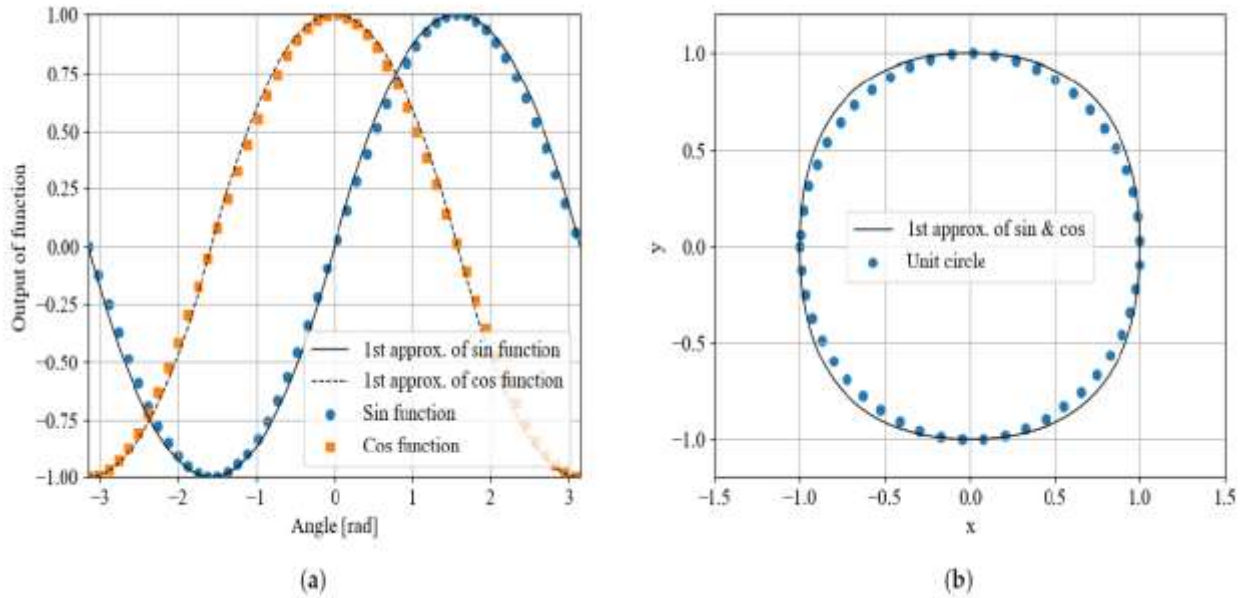 1.00
0.75
0.50
0.25
0.00
−0.25
−0.50
−0.75
−1.00
Output of function
−3
−2
−1
0
1
2
3
Angle [rad]
1st approx. of sin function
1st approx. of cos function
Sin function
Cos function
(a)
1.0
0.5
0.0
−0.5
−1.0
y
−1.5
−1.0
−0.5
0.0
0.5
1.0
1.5
x
1st approx. of sin & cos
Unit circle
(b)